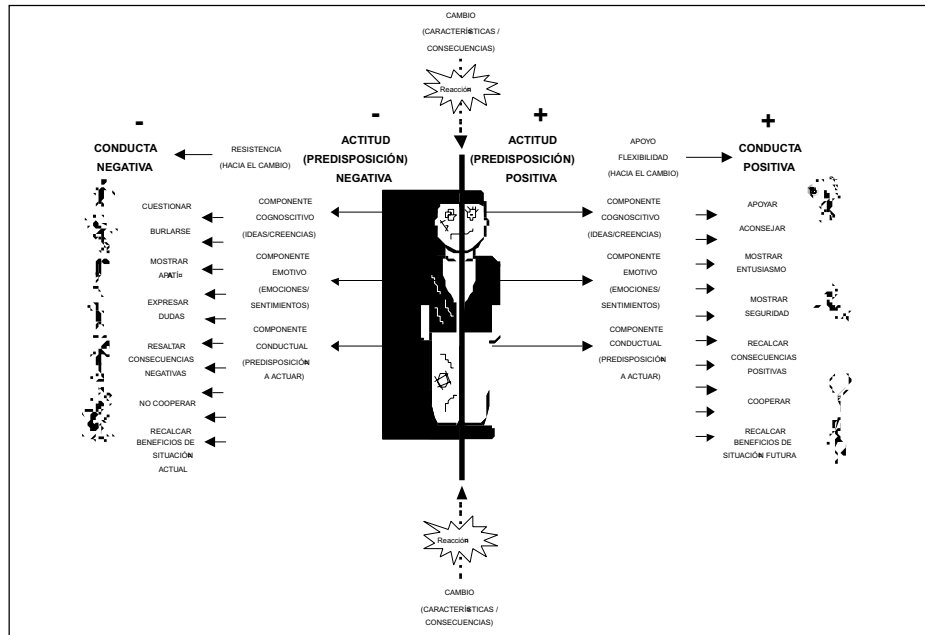 CAMBIO
(CARACTERÍSTICAS /
CONSECUENCIAS)
Reacción
-
CONDUCTA
NEGATIVA
RESISTENCIA
(HACIA EL CAMBIO)
-
ACTITUD
(PREDISPOSICIÓN)
NEGATIVA
+
ACTITUD
(PREDISPOSICIÓN)
POSITIVA
APOYO
FLEXIBILIDAD
(HACIA EL CAMBIO)
+
CONDUCTA
POSITIVA
CUESTIONAR
BURLARSE
MOSTRAR
APATÍA
EXPRESAR
DUDAS
RESALTAR
CONSECUENCIAS
NEGATIVAS
NO COOPERAR
RECALCAR
BENEFICIOS DE
SITUACIÓN
ACTUAL
COMPONENTE
COGNOSCITIVO
(IDEAS/CREENCIAS)
COMPONENTE
EMOTIVO
(EMOCIONES/
SENTIMIENTOS)
COMPONENTE
CONDUCTUAL
(PREDISPOSICIÓN
A ACTUAR)
COMPONENTE
COGNOSCITIVO
(IDEAS/CREENCIAS)
COMPONENTE
EMOTIVO
(EMOCIONES/
SENTIMIENTOS)
COMPONENTE
CONDUCTUAL
(PREDISPOSICIÓN
A ACTUAR)
APOYAR
ACONSEJAR
MOSTRAR
ENTUSIASMO
MOSTRAR
SEGURIDAD
RECALCAR
CONSECUENCIAS
POSITIVAS
COOPERAR
RECALCAR
BENEFICIOS DE
SITUACIÓN FUTURA
Reacción
CAMBIO
(CARACTERÍSTICAS /
CONSECUENCIAS)